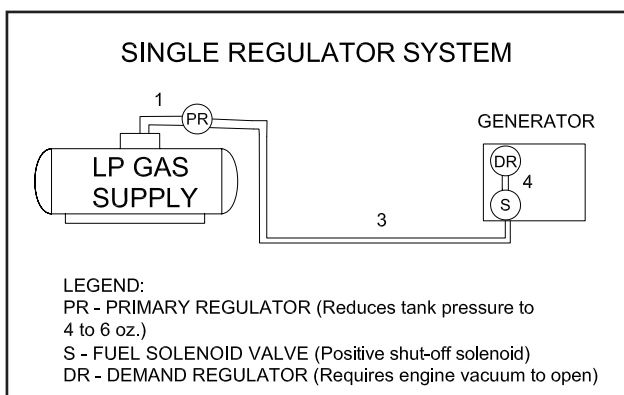 SINGLE REGULATOR SYSTEM
1
PR
GENERATOR
LP GAS
SUPPLY
DR
4
S
3
LEGEND:
PR - PRIMARY REGULATOR (Reduces tank pressure to
4 to 6 oz.)
S - FUEL SOLENOID VALVE (Positive shut-off solenoid)
DR - DEMAND REGULATOR (Requires engine vacuum to open)